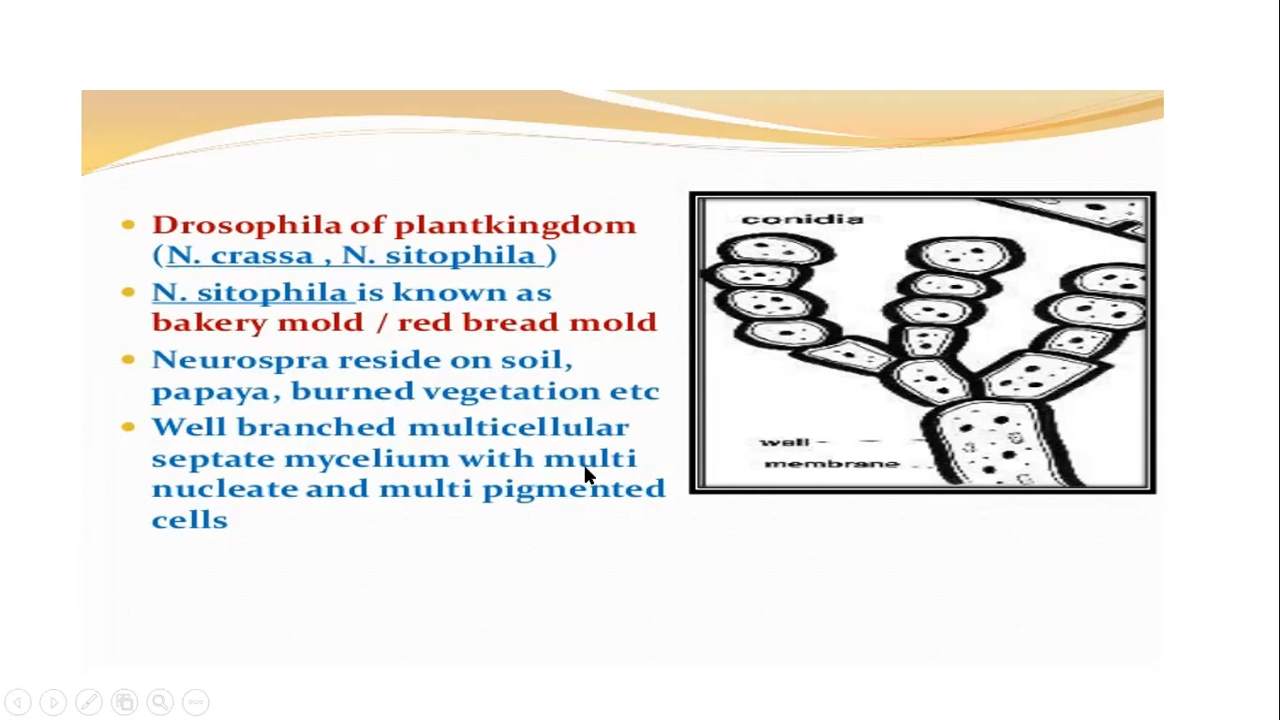 Drosophila of plantkingdom
(N. crassa , N. sitophila )
N. sitophila is known as
bakery mold / red bread mold
Neurospra reside on soil,
papaya, burned vegetation etc
Well branched multicellular
septate mycelium with multi
nucleate and multi pigmented
cells
conidia
wall
membrane